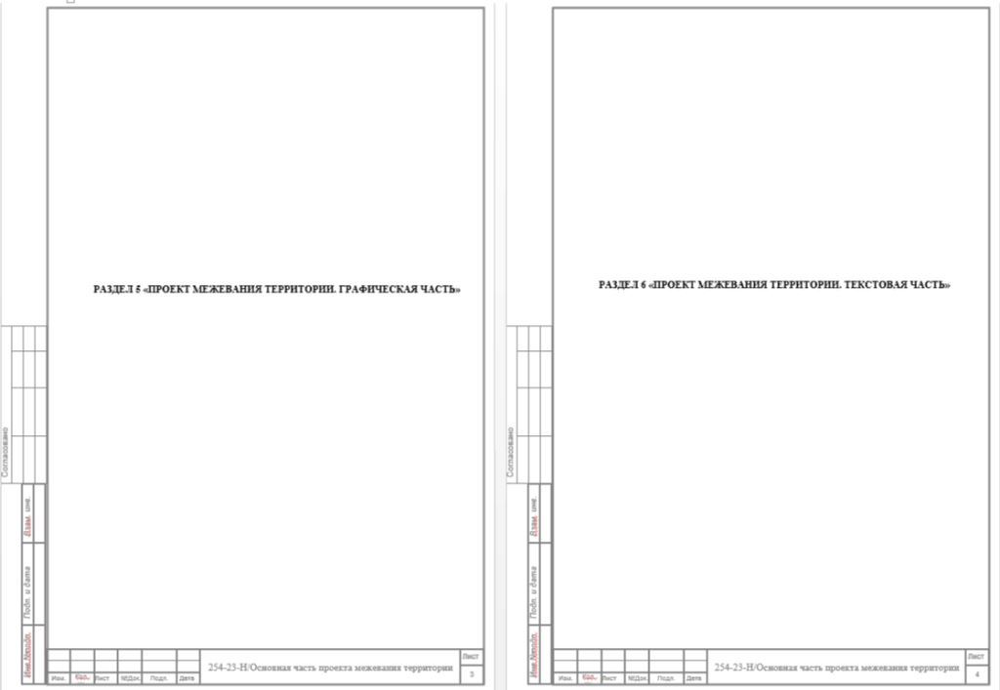 РАЗДЕЛ 5 «ПРОЕКТ МЕЖЕВАНИЯ ТЕРРИТОРИИ. ГРАФИЧЕСКАЯ ЧАСТЬ»
Согласовано
Взам. инв.
Подп. и дата
Инв.№подл.
Изм.
Кол.
Лист
№Док.
Подп.
Дата
254-23-Н/Основная часть проекта межевания территории
Лист
3
РАЗДЕЛ 6 «ПРОЕКТ МЕЖЕВАНИЯ ТЕРРИТОРИИ. ТЕКСТОВАЯ ЧАСТЬ»
Согласовано
Взам. инв.
Подп. и дата
Инв.№подл.
Изм.
Кол.
Лист
№Док.
Подп.
Дата
254-23-Н/Основная часть проекта межевания территории
Лист
4